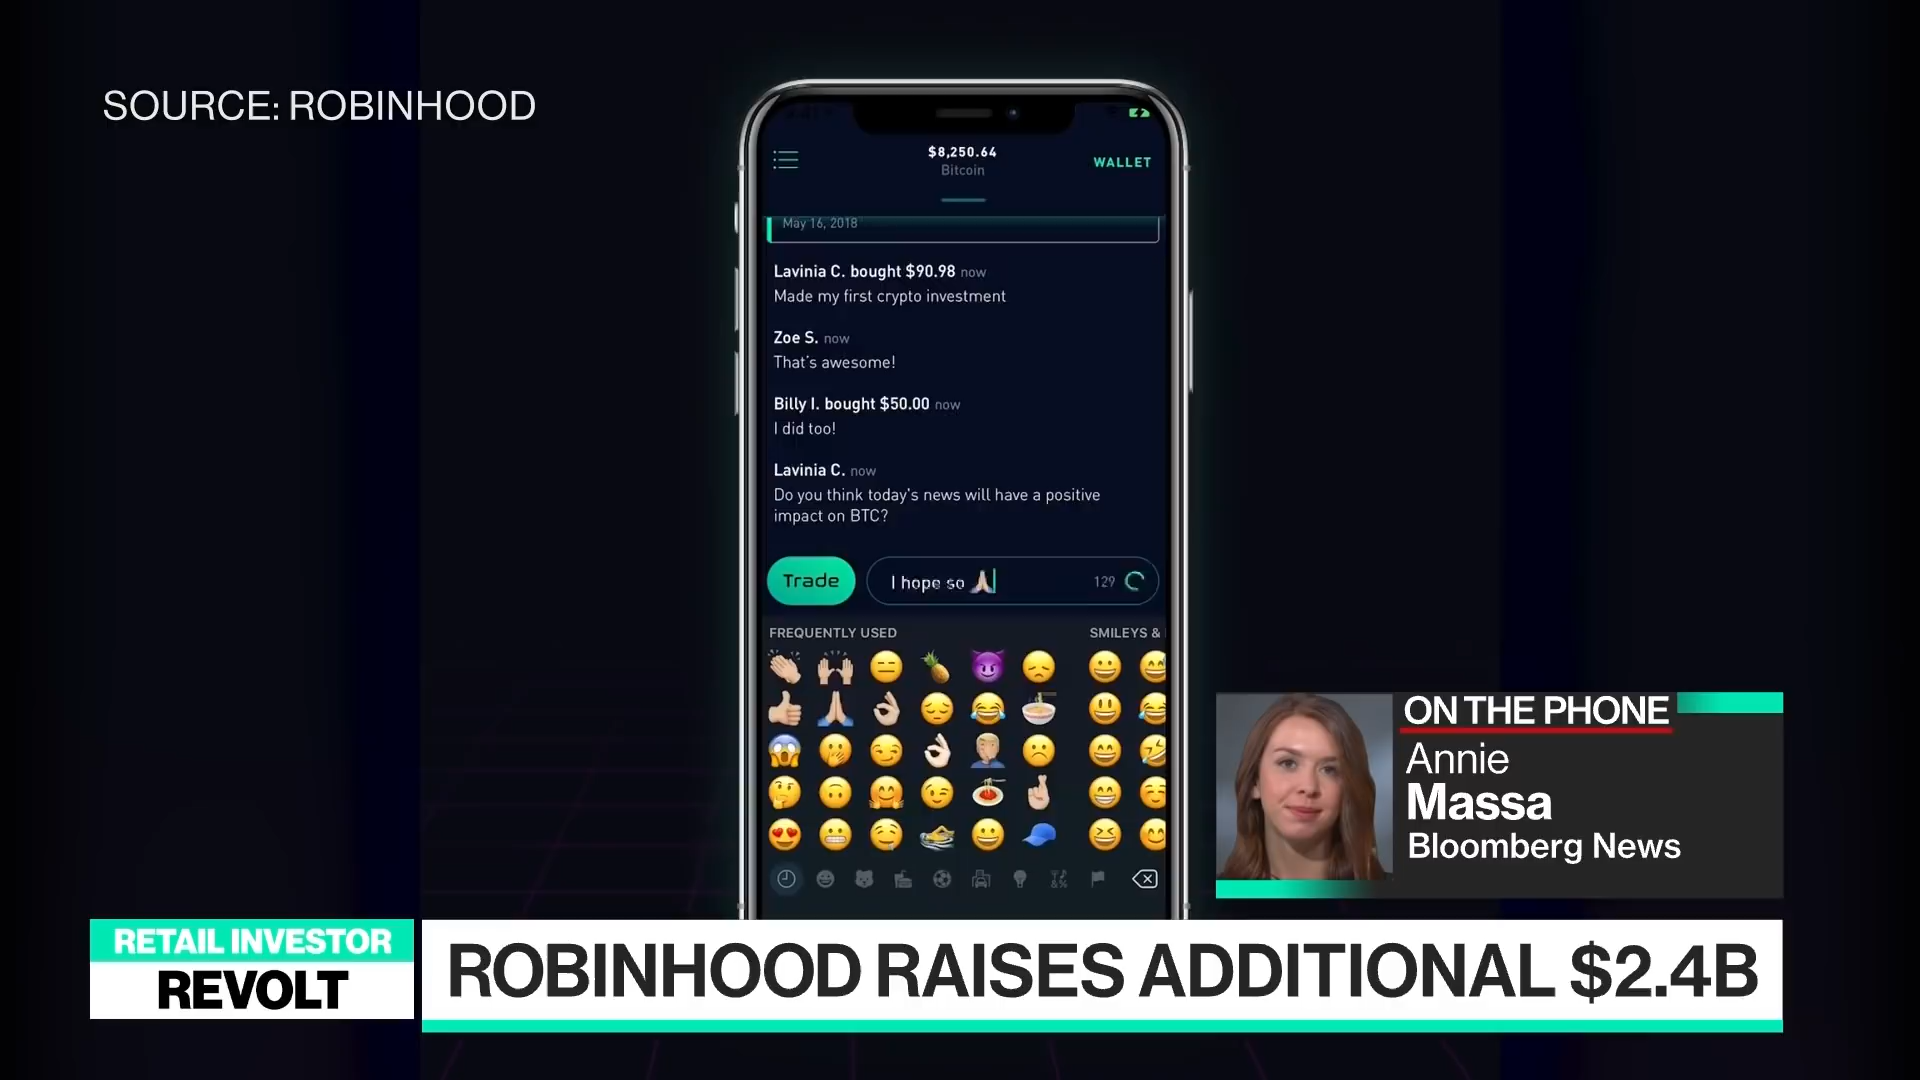 SOURCE: ROBINHOOD
$8,250.64
Bitcoin
WALLET
May 16, 2018
Lavinia C. bought $90.98 now
Made my first crypto investment
Zoe S. now
That's awesome!
Billy I. bought $50.00 now
I did too!
Lavinia C. now
Do you think today's news will have a positive
impact on BTC?
Trade
I hope so 🙏🏼
129
FREQUENTLY USED
SMILEYS &
ON THE PHONE
Annie
Massa
Bloomberg News
RETAIL INVESTOR
REVOLT
ROBINHOOD RAISES ADDITIONAL $2.4B